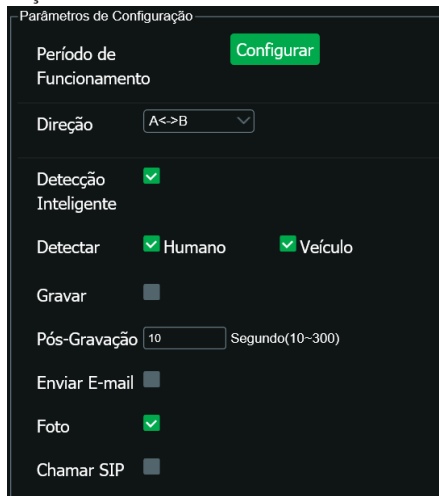 Parâmetros de Configuração
Período de
Funcionamento
Configurar
Direção
A<->B
Detecção
Inteligente
Detectar
Humano
Veículo
Gravar
Pós-Gravação
10
Segundo(10~300)
Enviar E-mail
Foto
Chamar SIP